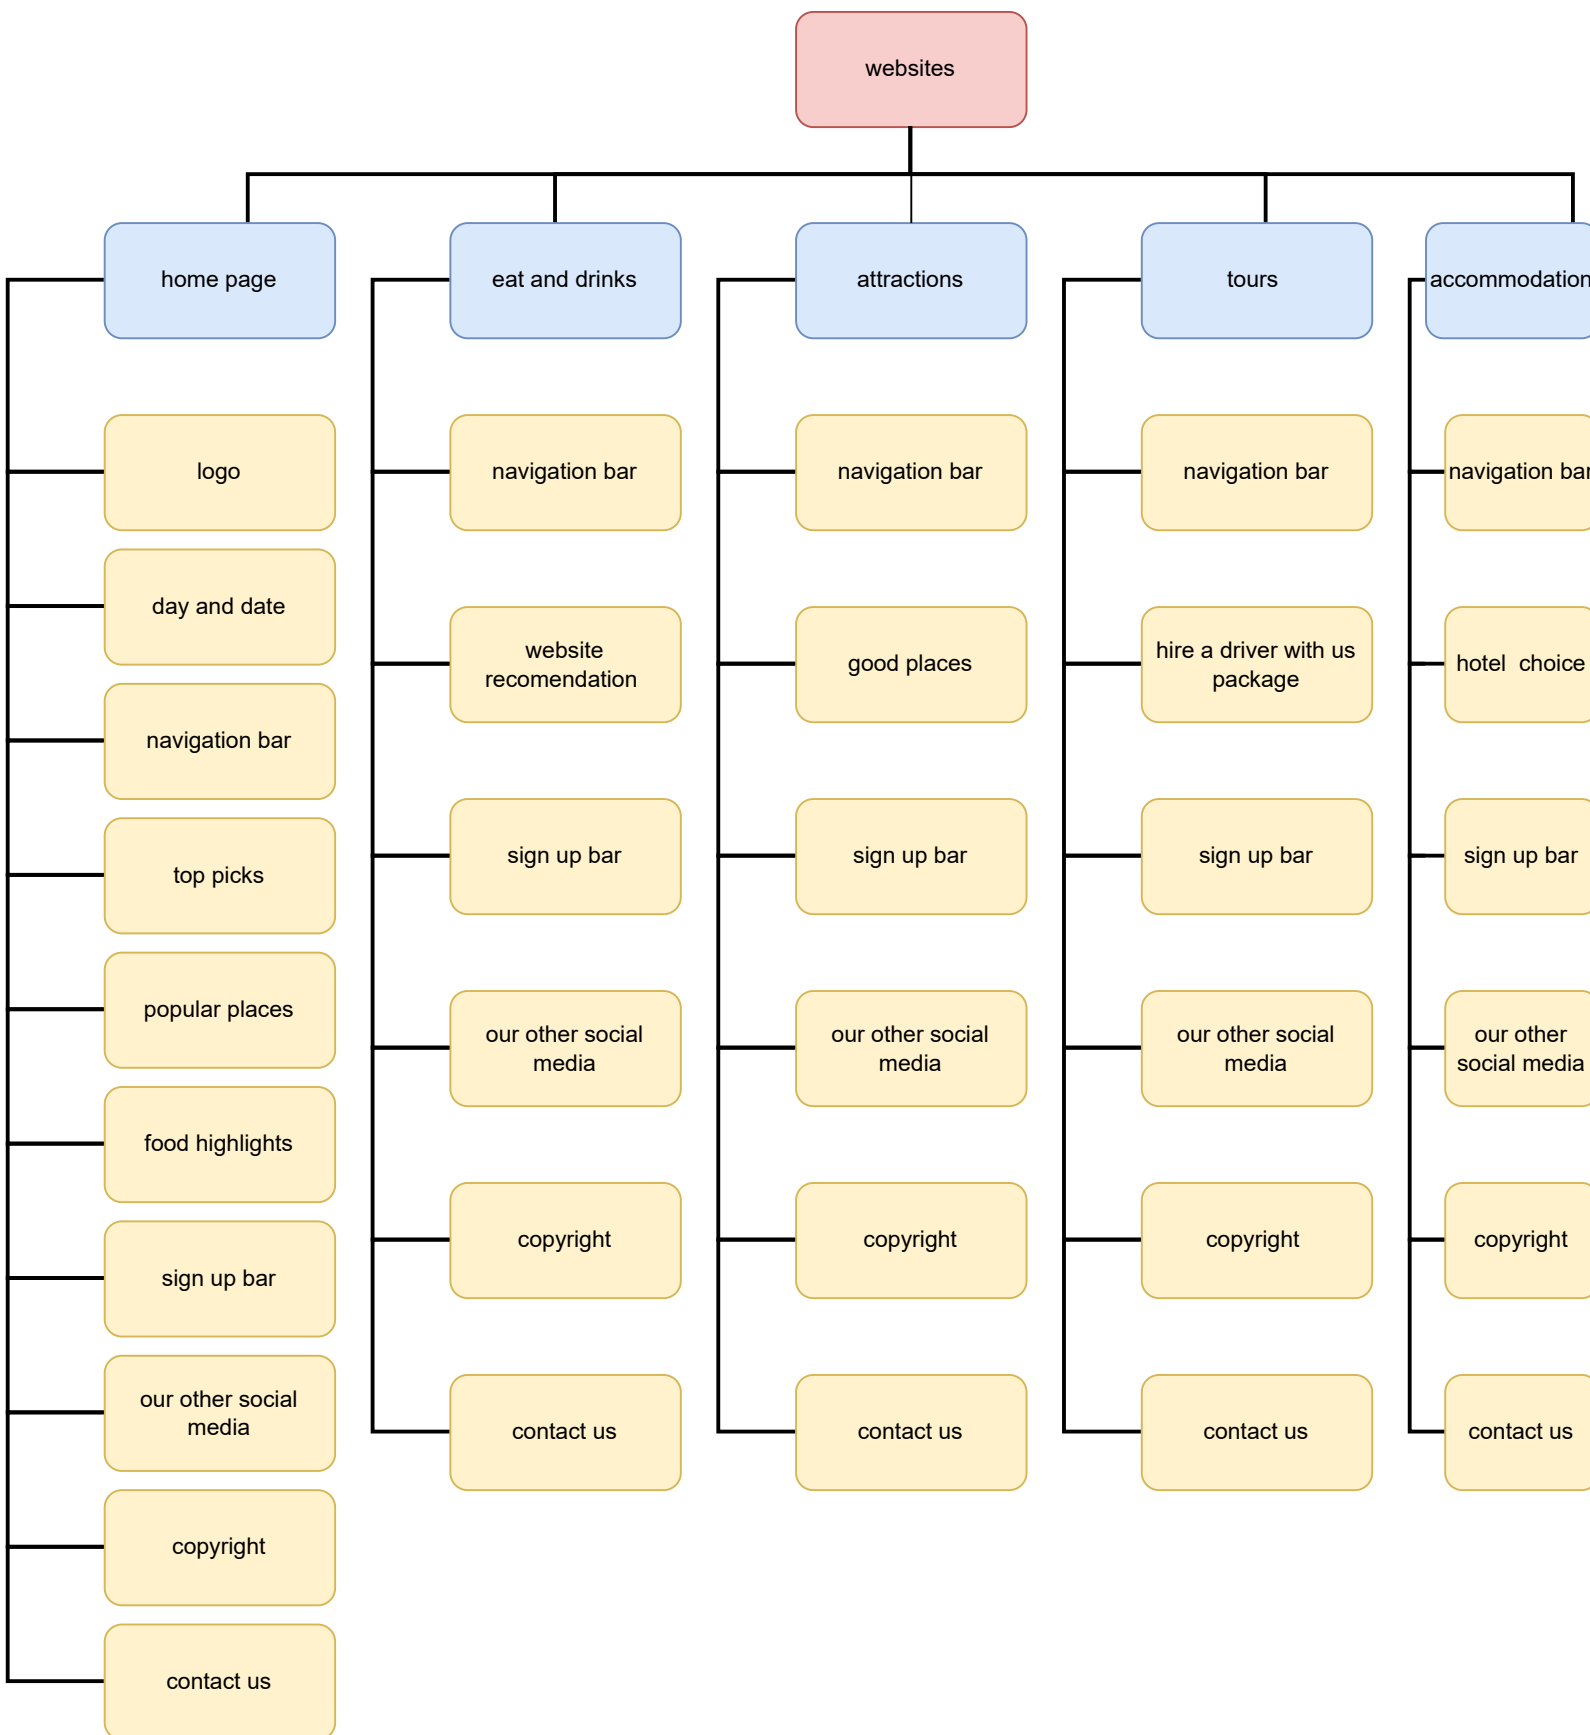 websites
home page
eat and drinks
attractions
tours
accommodation
logo
day and date
navigation bar
top picks
popular places
food highlights
sign up bar
our other social
media
copyright
contact us
navigation bar
website
recomendation
sign up bar
our other social
media
copyright
contact us
navigation bar
good places
sign up bar
our other social
media
copyright
contact us
navigation bar
hire a driver with us
package
sign up bar
our other social
media
copyright
contact us
navigation bar
hotel  choice
sign up bar
our other
social media
copyright
contact us